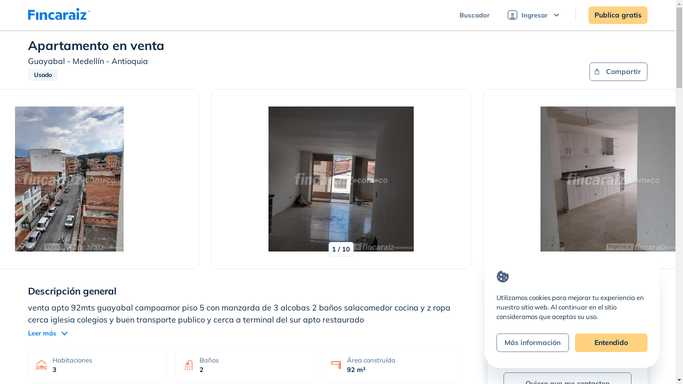 Fincaraiz
Buscador
Ingresar
Publica gratis
Apartamento en venta
Guayabal - Medellín - Antioquia
Usado
Compartir
fincaraiz
fincaraiz
fincaraiz
fincaraiz
1 / 10
Descripción general
venta apto 92mts guayabal campoamor piso 5 con manzarda de 3 alcobas 2 baños salacomedor cocina y z ropa
cerca iglesia colegios y buen transporte publico y cerca a terminal del sur apto restaurado
Leer más
Habitaciones
3
Baños
2
Área construída
92 m²
Utilizamos cookies para mejorar tu experiencia en
nuestro sitio web. Al continuar en el sitio
consideramos que aceptas su uso.
Más información
Entendido
Quiero que me contacten